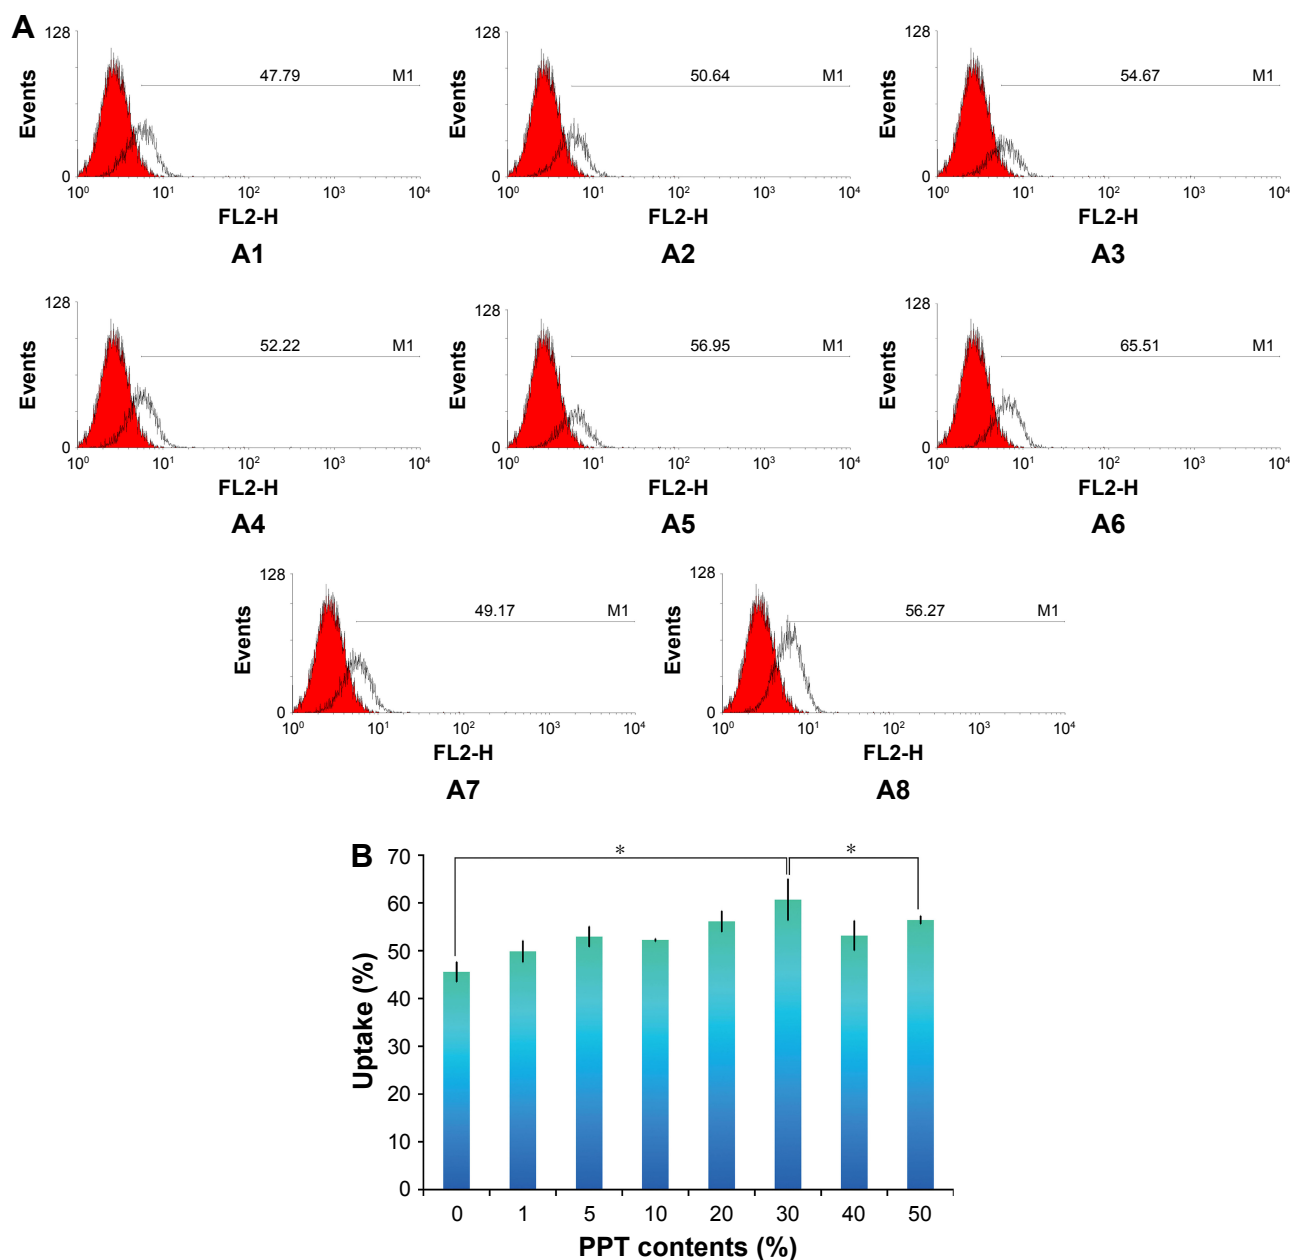 A
128
47.79 M1
Events
0
10⁰ 10¹ 10² 10³ 10⁴
FL2-H
A1
128
50.64 M1
Events
0
10⁰ 10¹ 10² 10³ 10⁴
FL2-H
A2
128
54.67 M1
Events
0
10⁰ 10¹ 10² 10³ 10⁴
FL2-H
A3
128
52.22 M1
Events
0
10⁰ 10¹ 10² 10³ 10⁴
FL2-H
A4
128
56.95 M1
Events
0
10⁰ 10¹ 10² 10³ 10⁴
FL2-H
A5
128
65.51 M1
Events
0
10⁰ 10¹ 10² 10³ 10⁴
FL2-H
A6
128
49.17 M1
Events
0
10⁰ 10¹ 10² 10³ 10⁴
FL2-H
A7
128
56.27 M1
Events
0
10⁰ 10¹ 10² 10³ 10⁴
FL2-H
A8
B
* *
70
60
50
40
30
20
10
0
Uptake (%)
0 1 5 10 20 30 40 50
PPT contents (%)